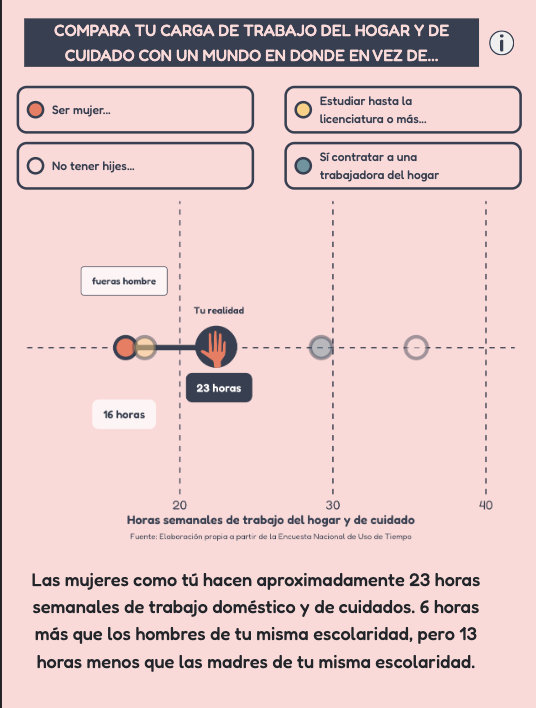 COMPARA TU CARGA DE TRABAJO DEL HOGAR Y DE
CUIDADO CON UN MUNDO EN DONDE EN VEZ DE...
i
Ser mujer...
Estudiar hasta la
licenciatura o más...
No tener hijes...
Sí contratar a una
trabajadora del hogar
fueras hombre
Tu realidad
23 horas
16 horas
20
30
40
Horas semanales de trabajo del hogar y de cuidado
Fuente: Elaboración propia a partir de la Encuesta Nacional de Uso de Tiempo
Las mujeres como tú hacen aproximadamente 23 horas
semanales de trabajo doméstico y de cuidados. 6 horas
más que los hombres de tu misma escolaridad, pero 13
horas menos que las madres de tu misma escolaridad.